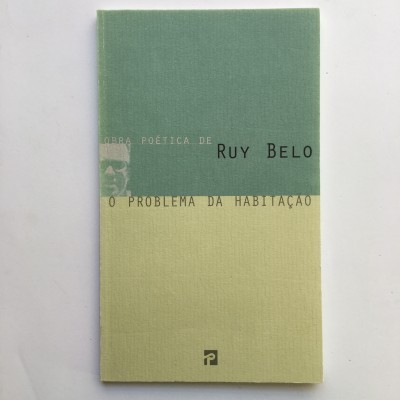 OBRA POÉTICA DE
RUY BELO
O PROBLEMA DA HABITAÇÃO